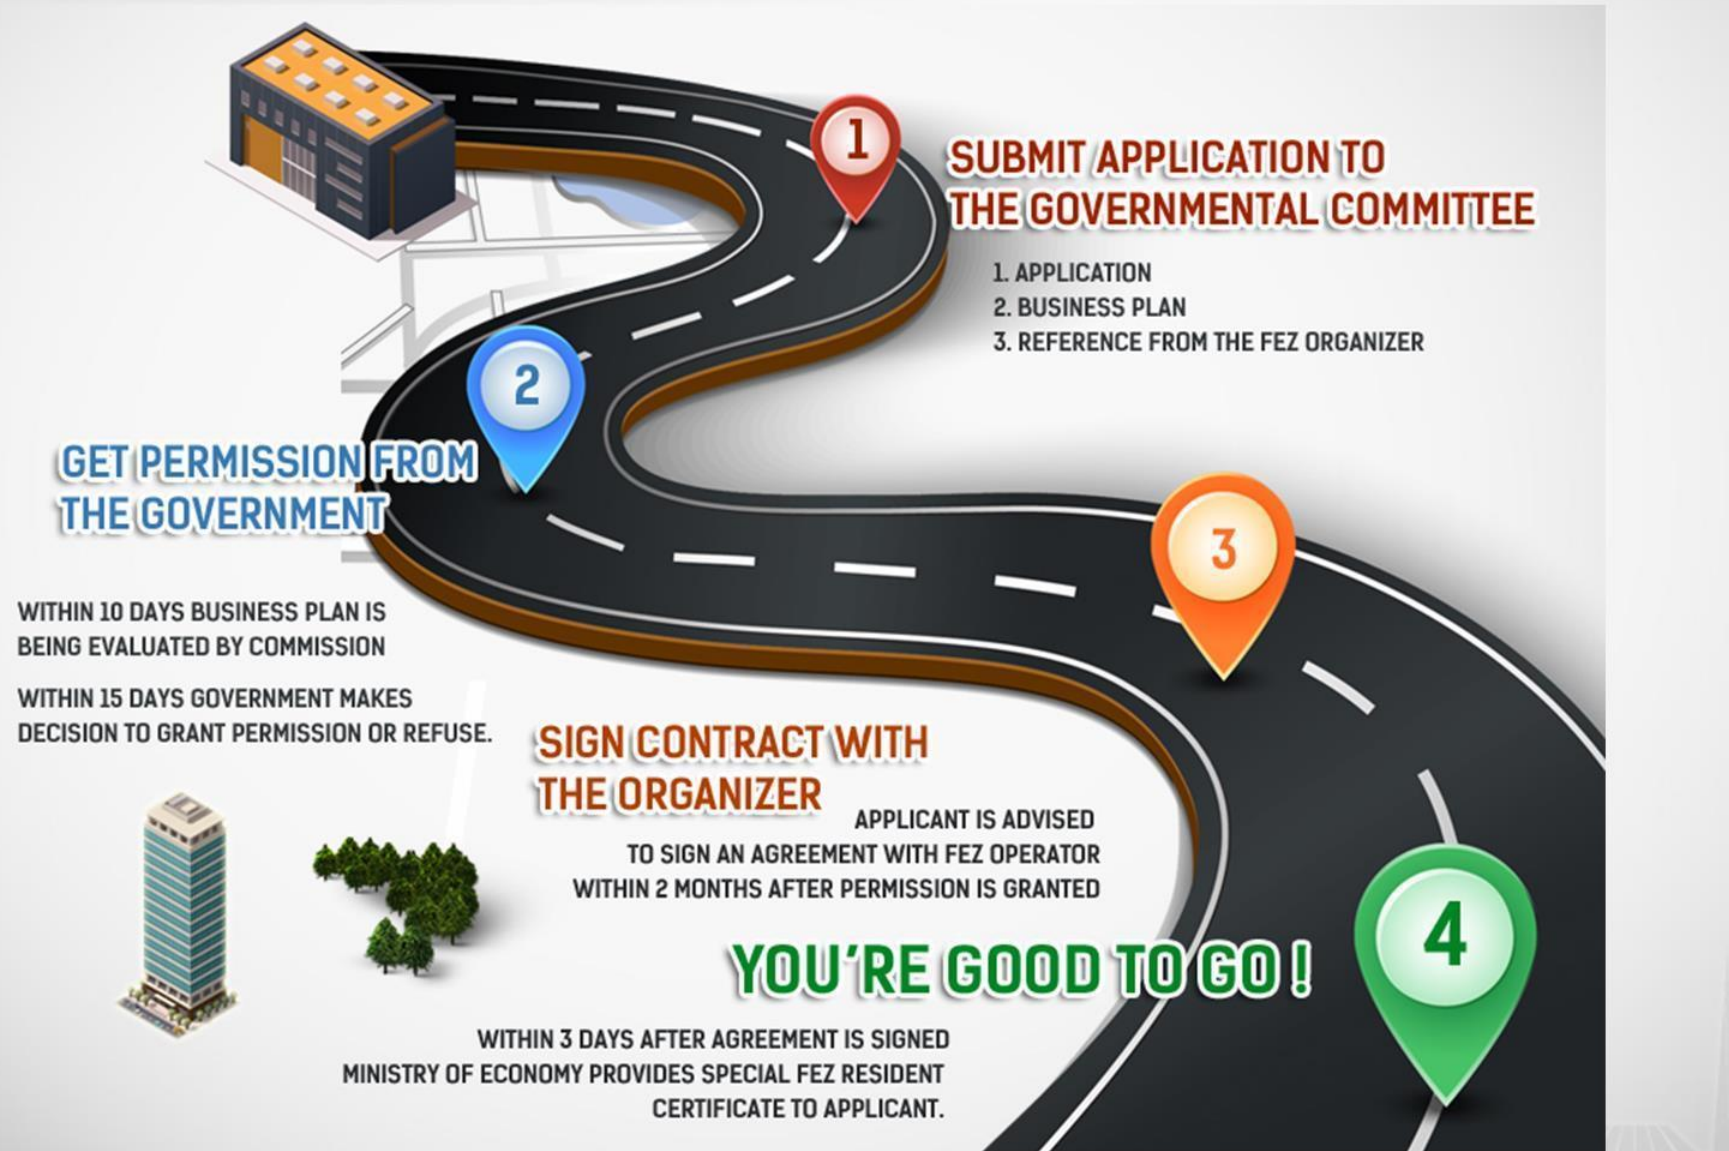 1
SUBMIT APPLICATION TO
THE GOVERNMENTAL COMMITTEE
1. APPLICATION
2. BUSINESS PLAN
3. REFERENCE FROM THE FEZ ORGANIZER
2
GET PERMISSION FROM
THE GOVERNMENT
WITHIN 10 DAYS BUSINESS PLAN IS
BEING EVALUATED BY COMMISSION
WITHIN 15 DAYS GOVERNMENT MAKES
DECISION TO GRANT PERMISSION OR REFUSE.
3
SIGN CONTRACT WITH
THE ORGANIZER
APPLICANT IS ADVISED
TO SIGN AN AGREEMENT WITH FEZ OPERATOR
WITHIN 2 MONTHS AFTER PERMISSION IS GRANTED
4
YOU'RE GOOD TO GO !
WITHIN 3 DAYS AFTER AGREEMENT IS SIGNED
MINISTRY OF ECONOMY PROVIDES SPECIAL FEZ RESIDENT
CERTIFICATE TO APPLICANT.